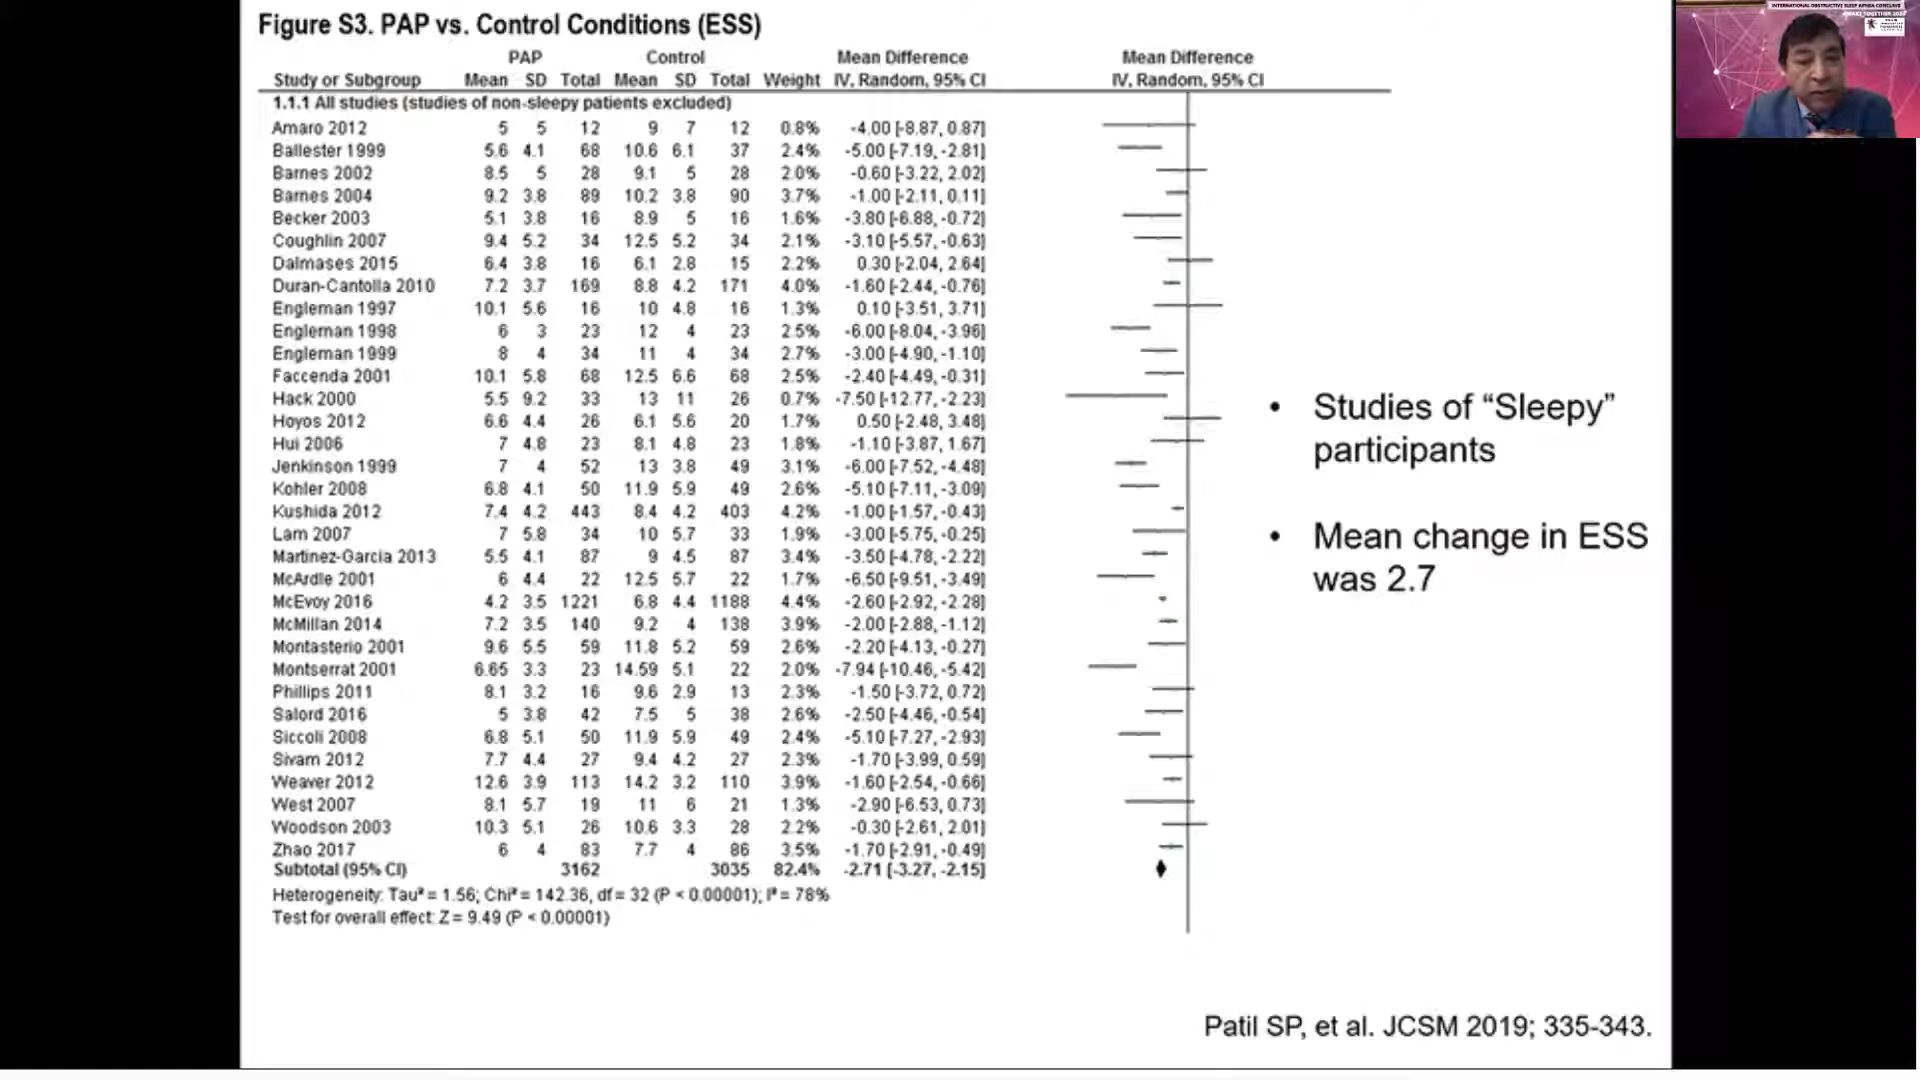 Figure S3. PAP vs. Control Conditions (ESS)
PAP Control Mean Difference Mean Difference
Study or Subgroup Mean SD Total Mean SD Total Weight IV, Random, 95% CI IV, Random, 95% CI
1.1.1 All studies (studies of non-sleepy patients excluded)
Amaro 2012 5 5 12 9 7 12 0.8% -4.00 [-8.87, 0.87]
Ballester 1999 5.6 4.1 68 10.6 6.1 37 2.4% -5.00 [-7.19, -2.81]
Barnes 2002 8.5 5 28 9.1 5 28 2.0% -0.60 [-3.22, 2.02]
Barnes 2004 9.2 3.8 89 10.2 3.8 90 3.7% -1.00 [-2.11, 0.11]
Becker 2003 5.1 3.8 16 8.9 5 16 1.6% -3.80 [-6.88, -0.72]
Coughlin 2007 9.4 5.2 34 12.5 5.2 34 2.1% -3.10 [-5.57, -0.63]
Dalmases 2015 6.4 3.8 16 6.1 2.8 15 2.2% 0.30 [-2.04, 2.64]
Duran-Cantolla 2010 7.2 3.7 169 8.8 4.2 171 4.0% -1.60 [-2.44, -0.76]
Engleman 1997 10.1 5.6 16 10 4.8 16 1.3% 0.10 [-3.51, 3.71]
Engleman 1998 6 3 23 12 4 23 2.5% -6.00 [-8.04, -3.96]
Engleman 1999 8 4 34 11 4 34 2.7% -3.00 [-4.90, -1.10]
Faccenda 2001 10.1 5.8 68 12.5 6.6 68 2.5% -2.40 [-4.49, -0.31]
Hack 2000 5.5 9.2 33 13 11 26 0.7% -7.50 [-12.77, -2.23]
Hoyos 2012 6.6 4.4 26 6.1 5.6 20 1.7% 0.50 [-2.48, 3.48]
Hui 2006 7 4.8 23 8.1 4.8 23 1.8% -1.10 [-3.87, 1.67]
Jenkinson 1999 7 4 52 13 3.8 49 3.1% -6.00 [-7.52, -4.48]
Kohler 2008 6.8 4.1 50 11.9 5.9 49 2.6% -5.10 [-7.11, -3.09]
Kushida 2012 7.4 4.2 443 8.4 4.2 403 4.2% -1.00 [-1.57, -0.43]
Lam 2007 7 5.8 34 10 5.7 33 1.9% -3.00 [-5.75, -0.25]
Martinez-Garcia 2013 5.5 4.1 87 9 4.5 87 3.4% -3.50 [-4.78, -2.22]
McArdle 2001 6 4.4 22 12.5 5.7 22 1.7% -6.50 [-9.51, -3.49]
McEvoy 2016 4.2 3.5 1221 6.8 4.4 1188 4.4% -2.60 [-2.92, -2.28]
McMillan 2014 7.2 3.5 140 9.2 4 138 3.9% -2.00 [-2.88, -1.12]
Montasterio 2001 9.6 5.5 59 11.8 5.2 59 2.6% -2.20 [-4.13, -0.27]
Montserrat 2001 6.65 3.3 23 14.59 5.1 22 2.0% -7.94 [-10.46, -5.42]
Phillips 2011 8.1 3.2 16 9.6 2.9 13 2.3% -1.50 [-3.72, 0.72]
Salord 2016 5 3.8 42 7.5 5 38 2.6% -2.50 [-4.46, -0.54]
Siccoli 2008 6.8 5.1 50 11.9 5.9 49 2.4% -5.10 [-7.27, -2.93]
Sivam 2012 7.7 4.4 27 9.4 4.2 27 2.3% -1.70 [-3.99, 0.59]
Weaver 2012 12.6 3.9 113 14.2 3.2 110 3.9% -1.60 [-2.54, -0.66]
West 2007 8.1 5.7 19 11 6 21 1.3% -2.90 [-6.53, 0.73]
Woodson 2003 10.3 5.1 26 10.6 3.3 28 2.2% -0.30 [-2.61, 2.01]
Zhao 2017 6 4 83 7.7 4 86 3.5% -1.70 [-2.91, -0.49]
Subtotal (95% CI) 3162 3035 82.4% -2.71 [-3.27, -2.15]
Heterogeneity: Tau² = 1.56; Chi² = 142.36, df = 32 (P < 0.00001); I² = 78%
Test for overall effect: Z = 9.49 (P < 0.00001)
• Studies of “Sleepy”
participants
• Mean change in ESS
was 2.7
Patil SP, et al. JCSM 2019; 335-343.
INTERNATIONAL OBSTRUCTIVE SLEEP APNEA CONCLAVE